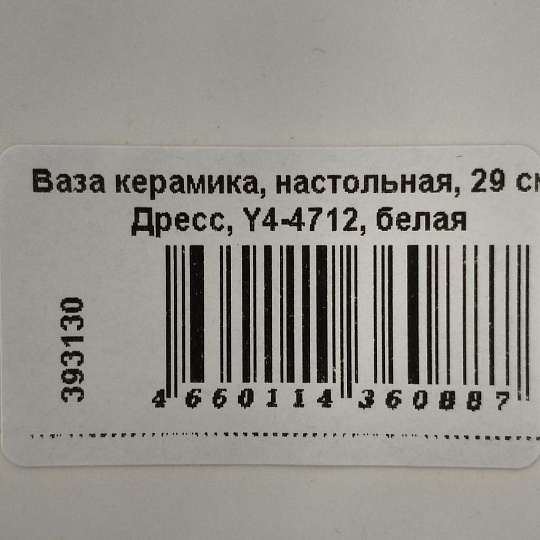 Ваза керамика, настольная, 29 см
Дресс, Y4-4712, белая
393130
4 660114 360887